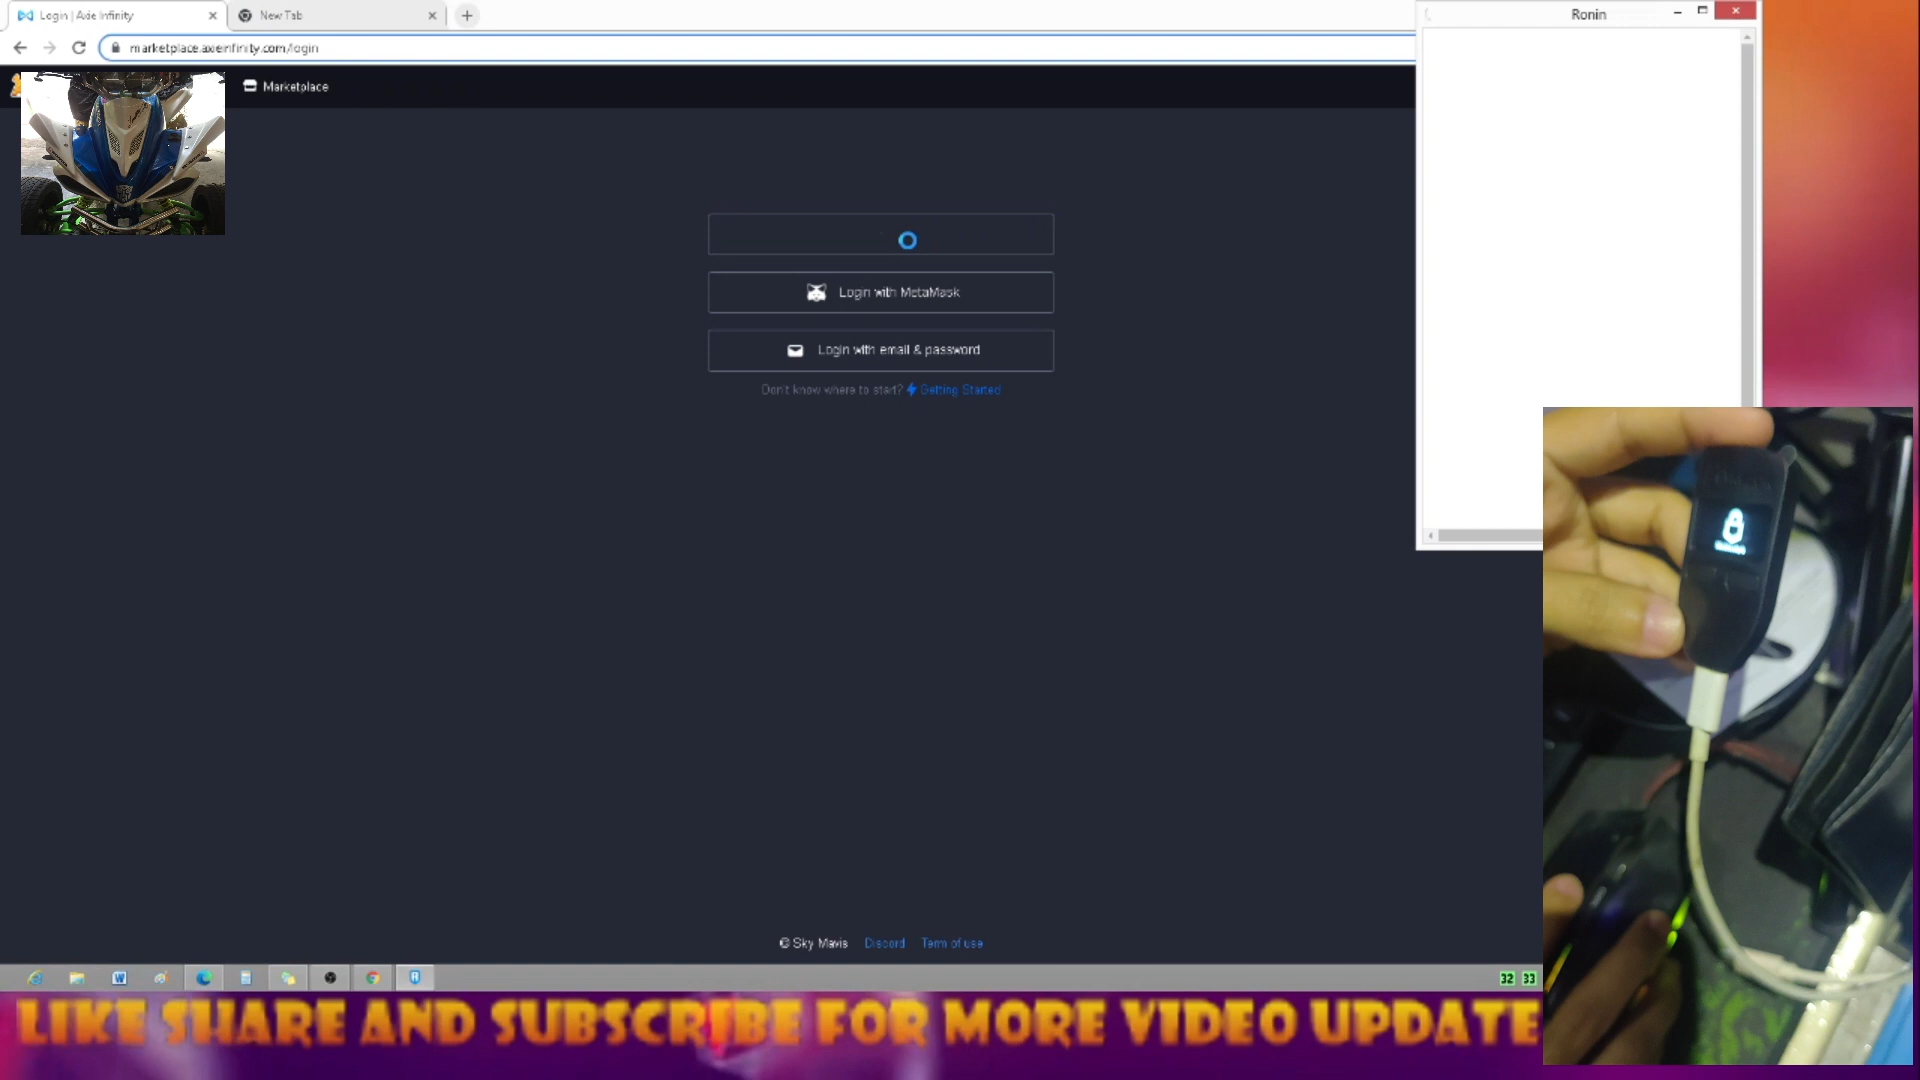 Login | Axie Infinity
New Tab
Ronin
marketplace.axieinfinity.com/login
Marketplace
Login with MetaMask
Login with email & password
Don't know where to start? Getting Started
© Sky Mavis Discord Term of use
32 33
LIKE SHARE AND SUBSCRIBE FOR MORE VIDEO UPDATE